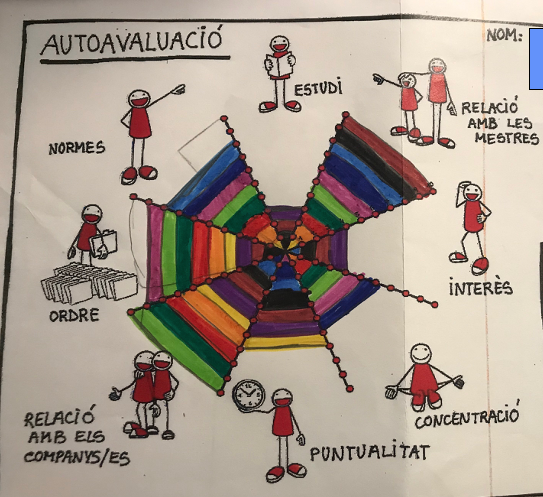 AUTOAVALUACIÓ
NOM:
ESTUDI
RELACIÓ
AMB LES
MESTRES
NORMES
INTERÈS
ORDRE
CONCENTRACIÓ
RELACIÓ
AMB ELS
COMPANYS/ES
PUNTUALITAT